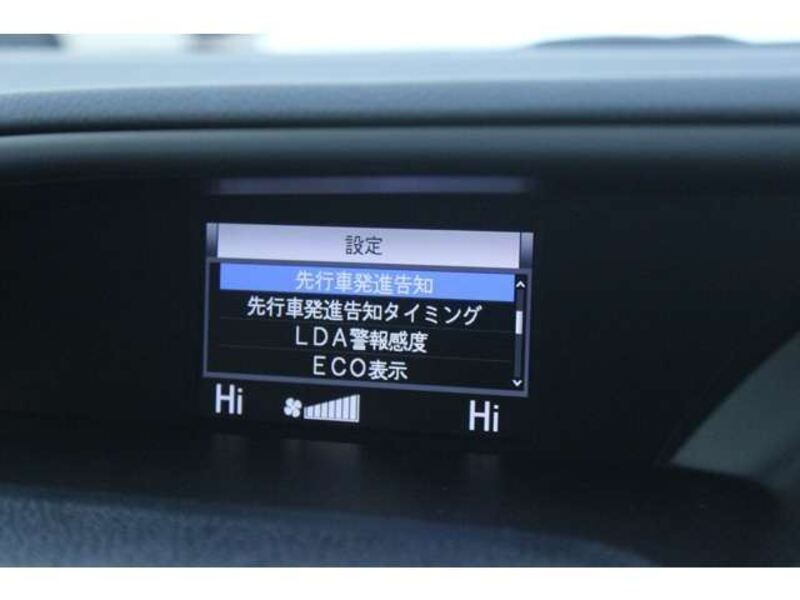 設定
先行車発進告知
先行車発進告知タイミング
LDA警報感度
ECO表示
Hi Hi